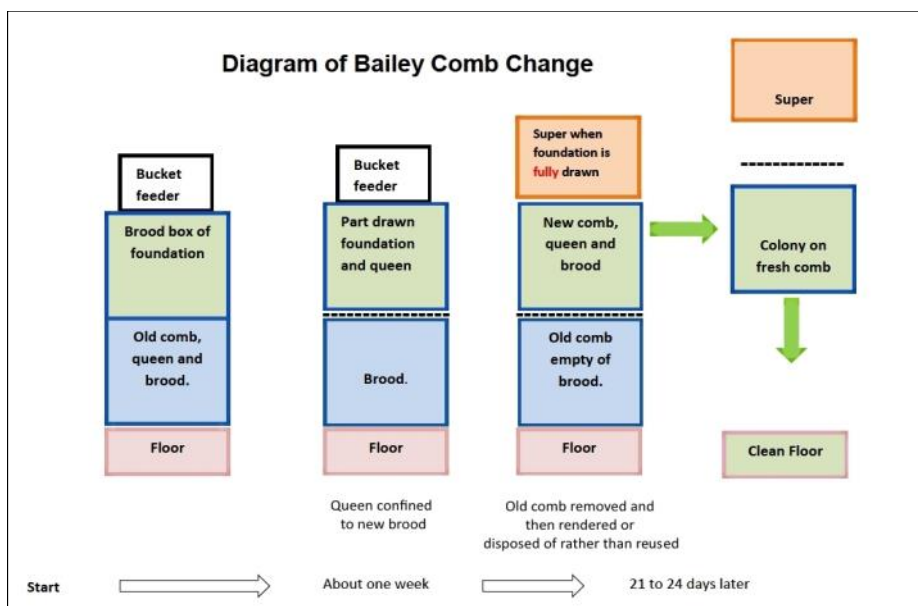 Diagram of Bailey Comb Change
Bucket
feeder
Brood box of
foundation
Old comb,
queen and
brood.
Floor
Bucket
feeder
Part drawn
foundation
and queen
Brood.
Floor
Queen confined
to new brood
Super when
foundation is
fully drawn
New comb,
queen and
brood
Old comb
empty of
brood.
Floor
Old comb removed and
then rendered or
disposed of rather than reused
Super
Colony on
fresh comb
Clean Floor
Start
About one week
21 to 24 days later